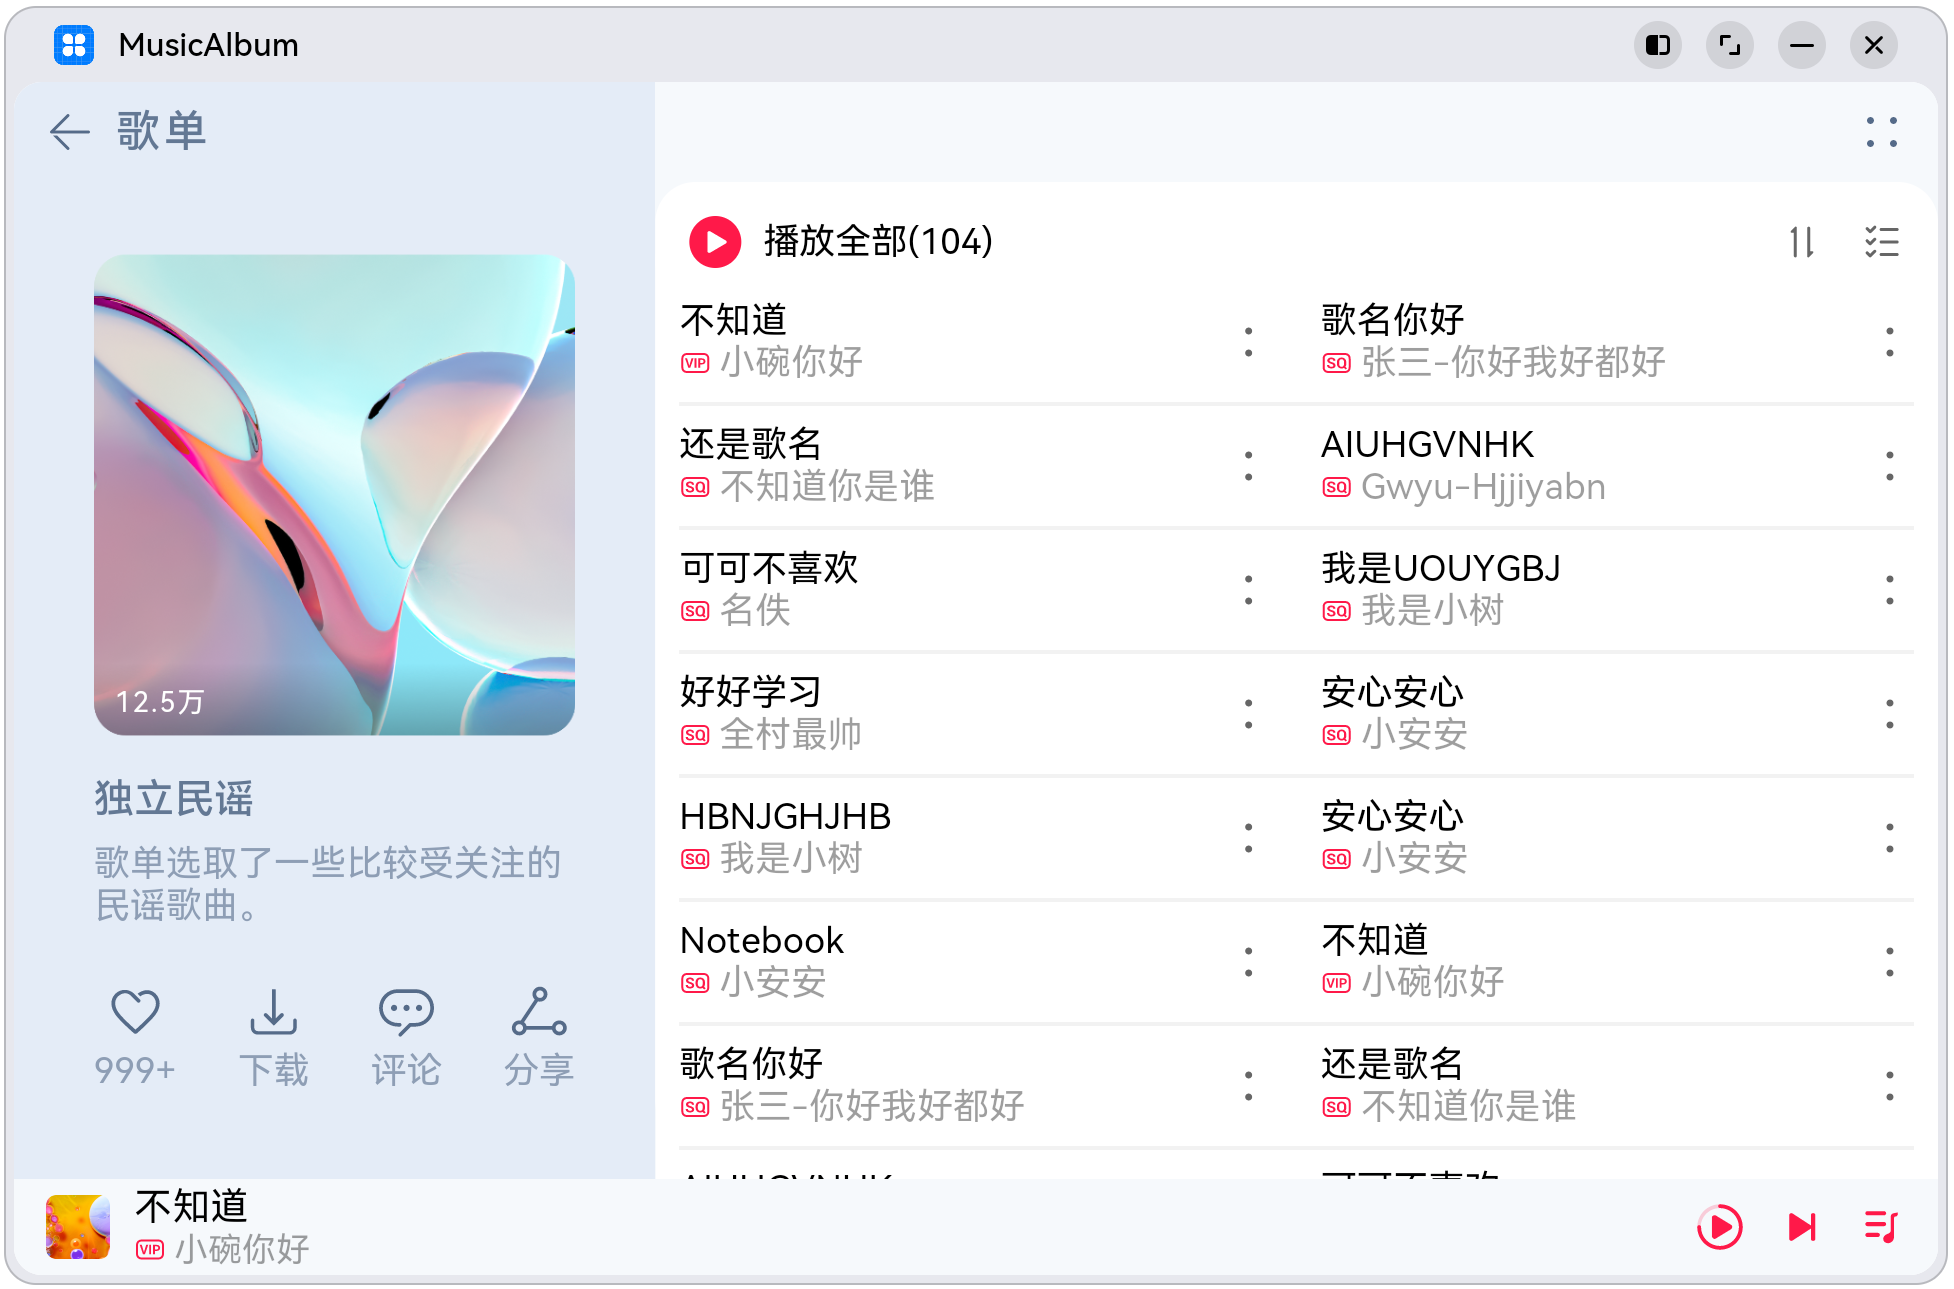 MusicAlbum
歌单
12.5万
独立民谣
歌单选取了一些比较受关注的
民谣歌曲。
999+ 下载 评论 分享
播放全部(104)
不知道
VIP 小碗你好
歌名你好
SQ 张三-你好我好都好
还是歌名
SQ 不知道你是谁
AIUHGVNHK
SQ Gwyu-Hjjiyabn
可可不喜欢
SQ 名佚
我是UOUYGBJ
SQ 我是小树
好好学习
SQ 全村最帅
安心安心
SQ 小安安
HBNJGHJHB
SQ 我是小树
安心安心
SQ 小安安
Notebook
SQ 小安安
不知道
VIP 小碗你好
歌名你好
SQ 张三-你好我好都好
还是歌名
SQ 不知道你是谁
AIUHGVNHK
可可不喜欢
不知道
VIP 小碗你好